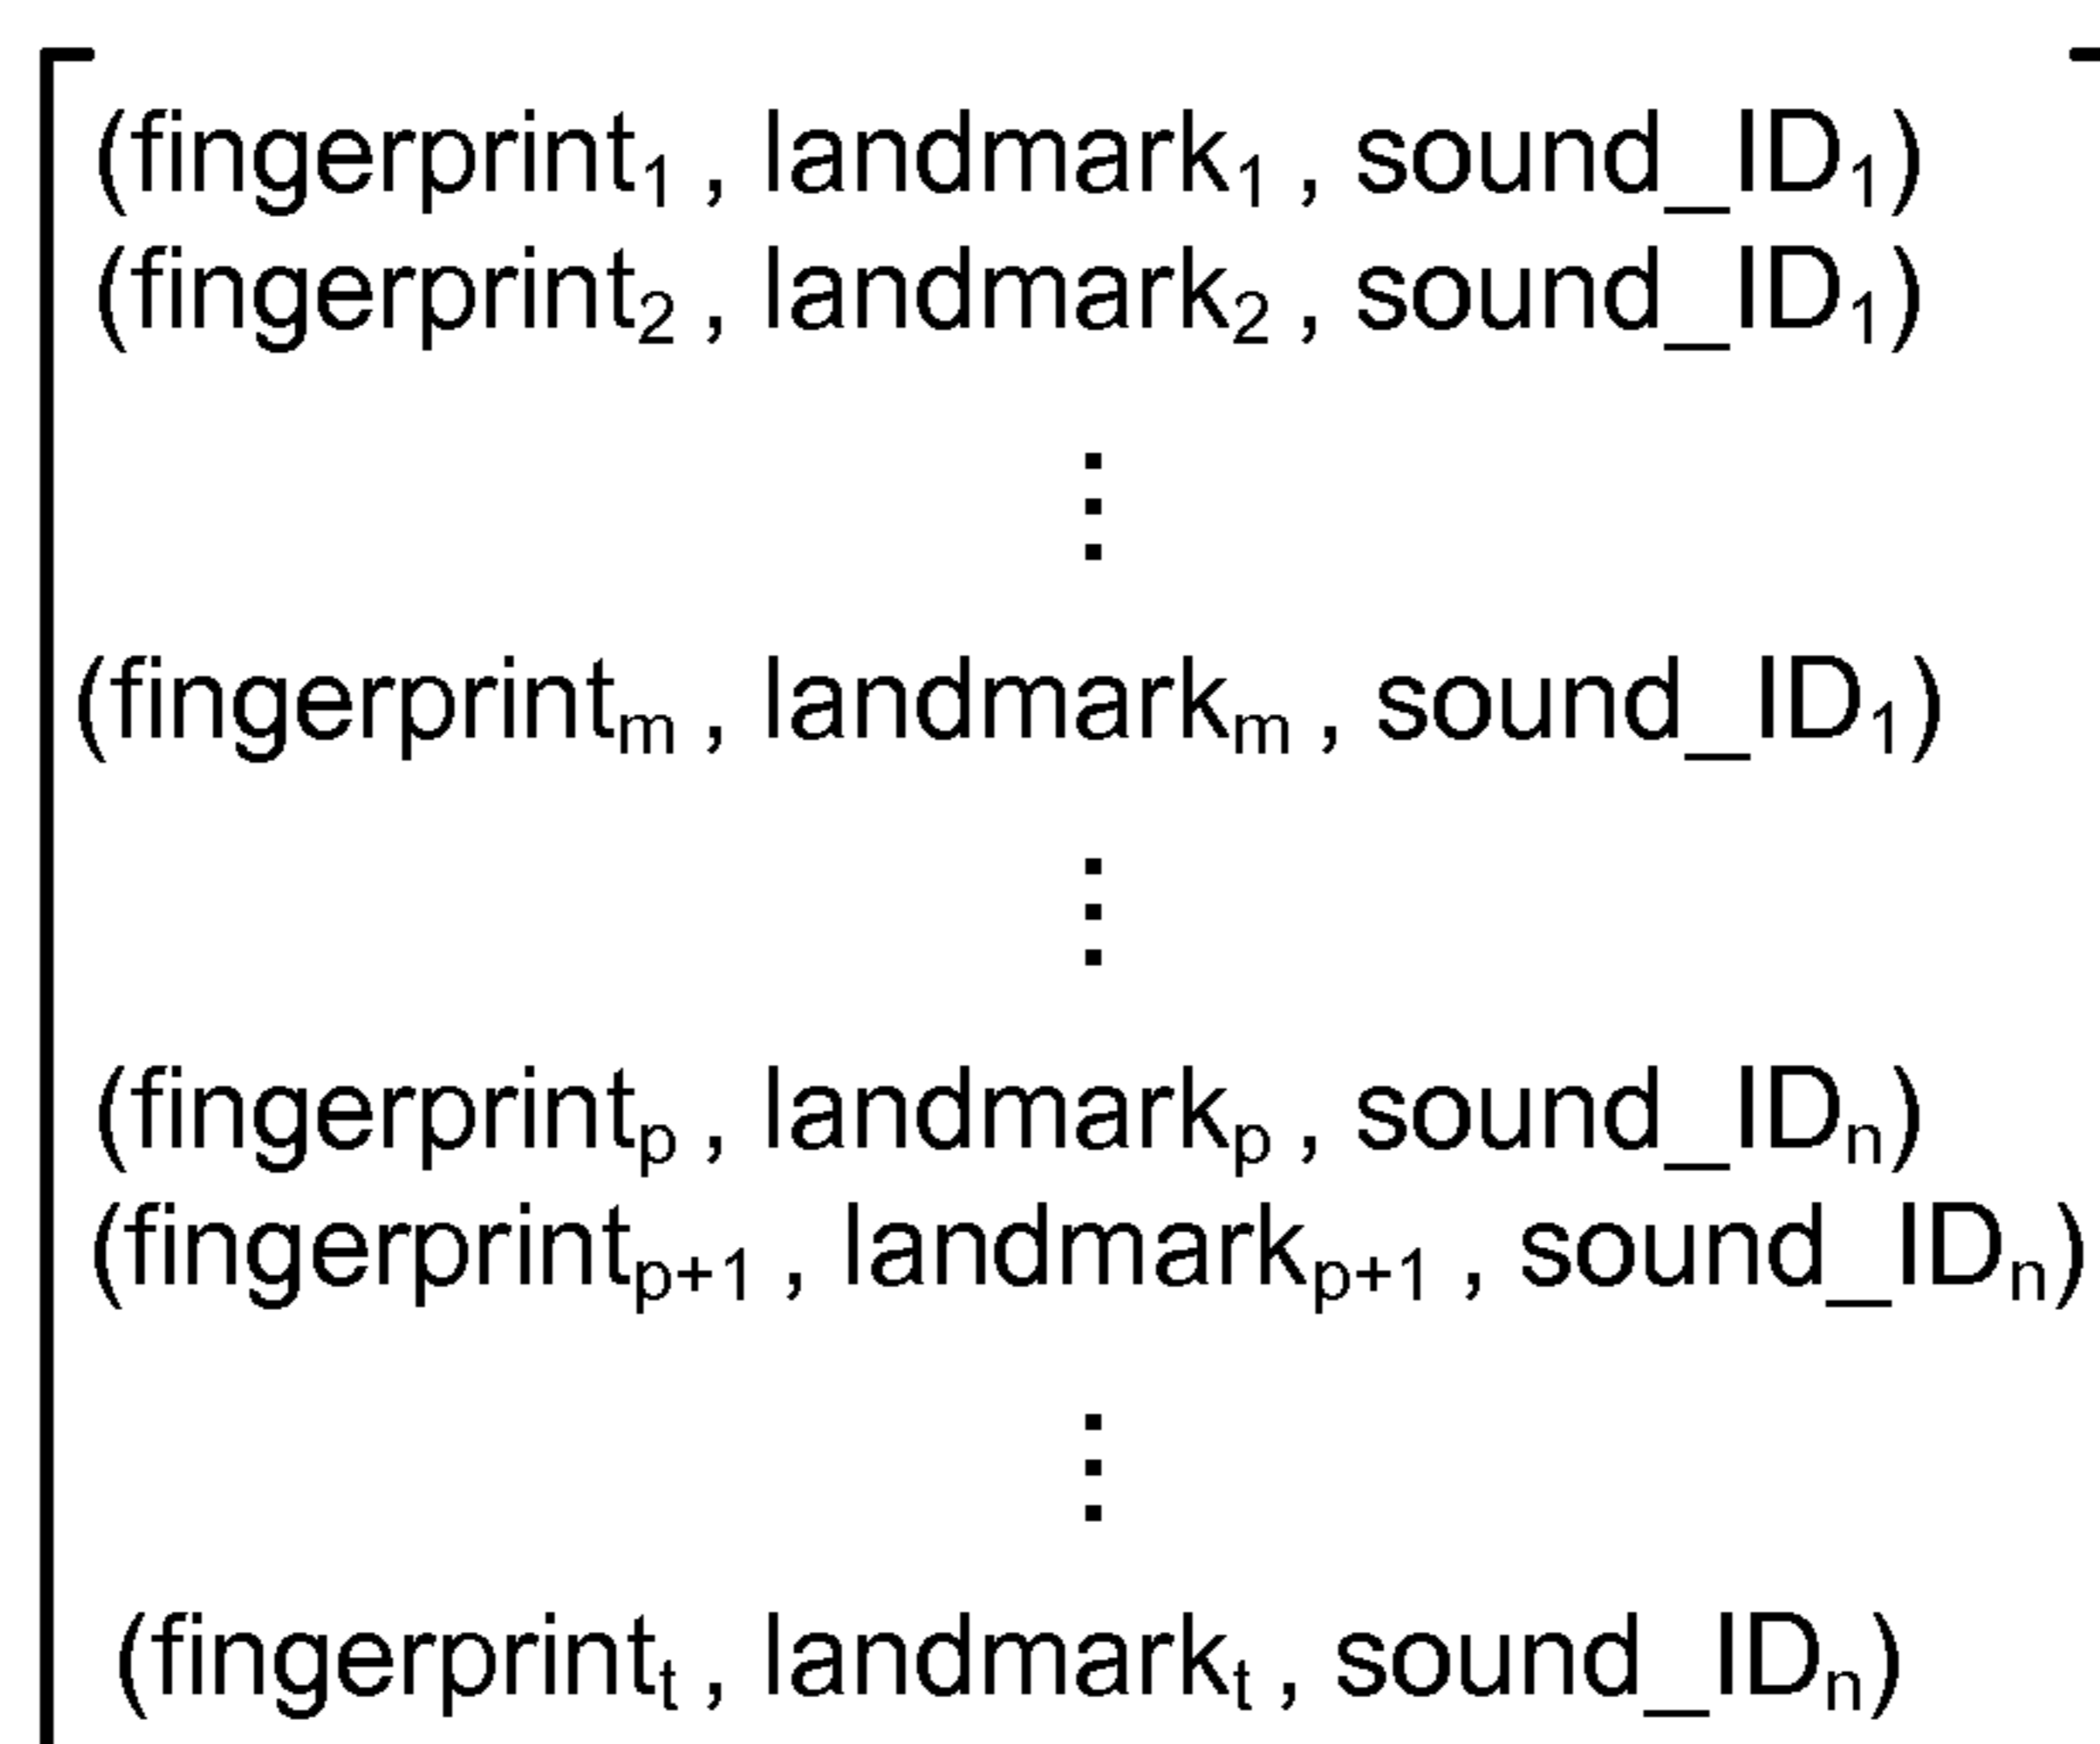 (fingerprint₁ , landmark₁ , sound_ID₁)
(fingerprint₂ , landmark₂ , sound_ID₁)
⋮
(fingerprintₘ , landmarkₘ , sound_ID₁)
⋮
(fingerprintₚ , landmarkₚ , sound_IDₙ)
(fingerprintₚ₊₁ , landmarkₚ₊₁ , sound_IDₙ)
⋮
(fingerprintₜ , landmarkₜ , sound_IDₙ)